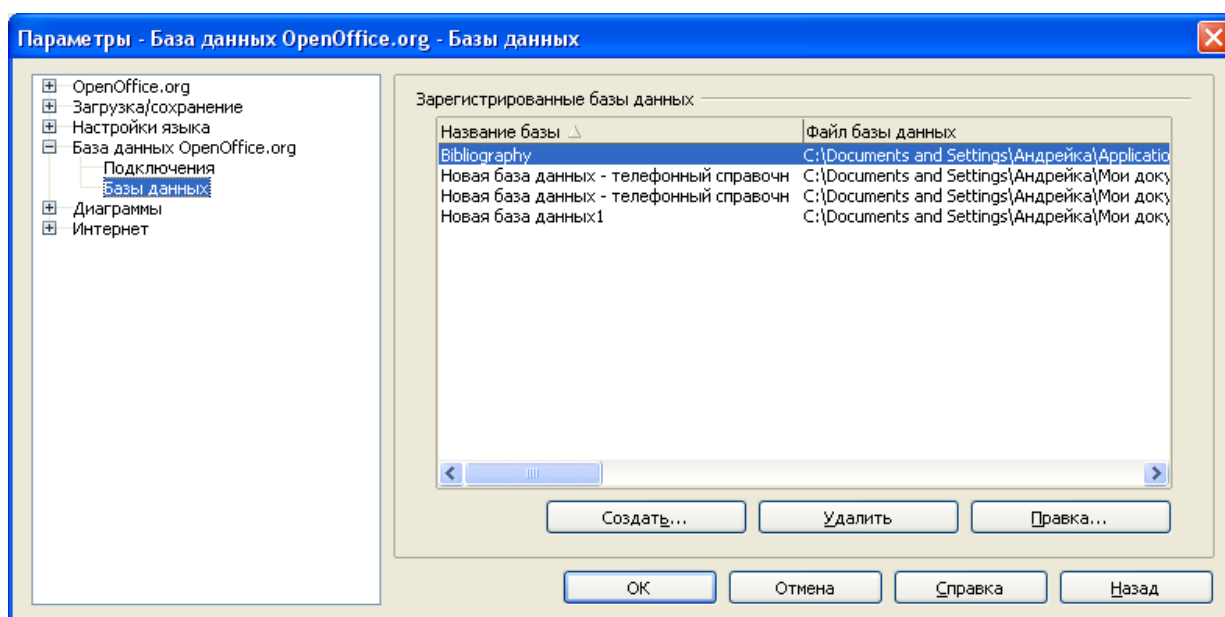 Параметры - База данных OpenOffice.org - Базы данных
OpenOffice.org
Загрузка/сохранение
Настройки языка
База данных OpenOffice.org
Подключения
Базы данных
Диаграммы
Интернет
Зарегистрированные базы данных
Название базы Файл базы данных
Bibliography C:\Documents and Settings\Андрейка\Applicatio
Новая база данных - телефонный справочн C:\Documents and Settings\Андрейка\Мои доку
Новая база данных - телефонный справочн C:\Documents and Settings\Андрейка\Мои доку
Новая база данных1 C:\Documents and Settings\Андрейка\Мои доку
Создать... Удалить Правка...
ОК Отмена Справка Назад